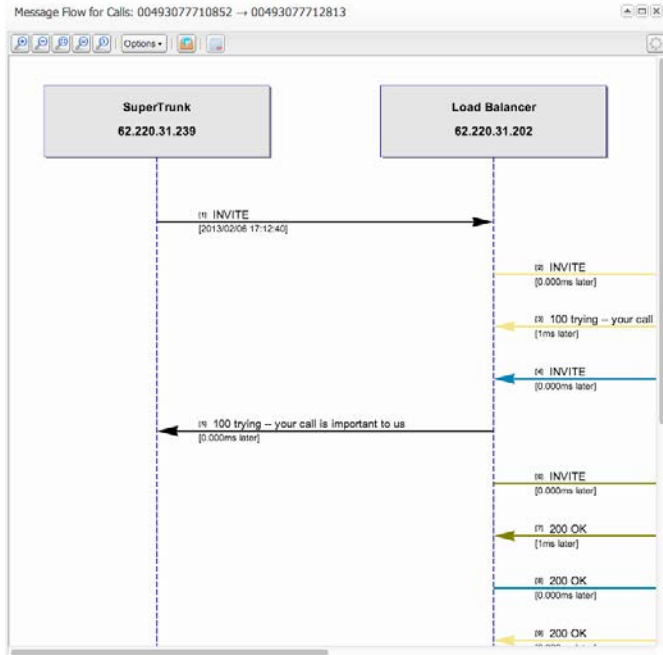 Message Flow for Calls: 00493077710852 → 00493077712813
Options
SuperTrunk
62.220.31.239
Load Balancer
62.220.31.202
[1] INVITE
[2013/02/06 17:12:40]
[2] INVITE
[0.000ms later]
[3] 100 trying -- your call
[1ms later]
[4] INVITE
[0.000ms later]
[5] 100 trying -- your call is important to us
[0.000ms later]
[6] INVITE
[0.000ms later]
[7] 200 OK
[1ms later]
[8] 200 OK
[0.000ms later]
[9] 200 OK